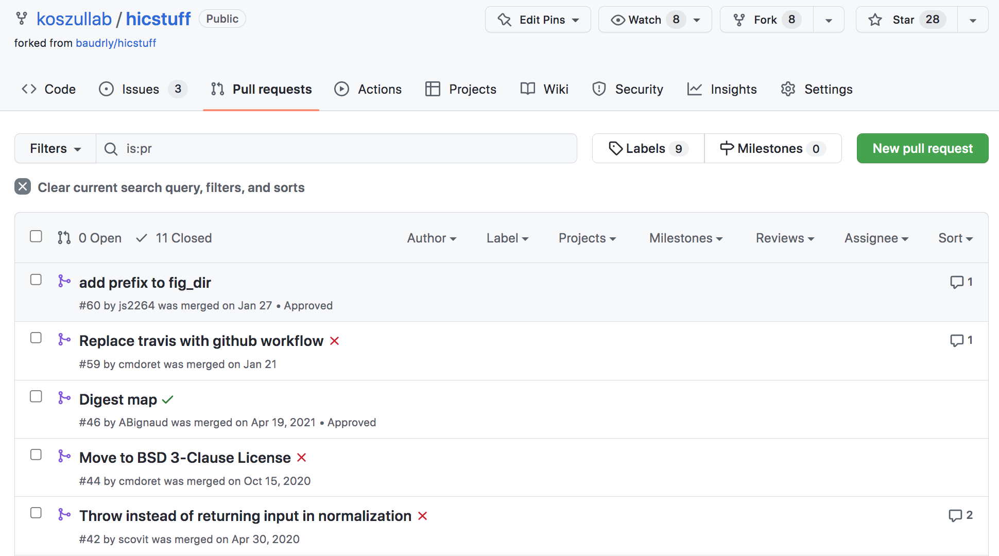 koszullab / hicstuff Public
Edit Pins Watch 8 Fork 8 Star 28
forked from baudrly/hicstuff
Code Issues 3 Pull requests Actions Projects Wiki Security Insights Settings
Filters is:pr Labels 9 Milestones 0 New pull request
Clear current search query, filters, and sorts
0 Open 11 Closed Author Label Projects Milestones Reviews Assignee Sort
add prefix to fig_dir 1
#60 by js2264 was merged on Jan 27 • Approved
Replace travis with github workflow 1
#59 by cmdoret was merged on Jan 21
Digest map
#46 by ABignaud was merged on Apr 19, 2021 • Approved
Move to BSD 3-Clause License
#44 by cmdoret was merged on Oct 15, 2020
Throw instead of returning input in normalization 2
#42 by scovit was merged on Apr 30, 2020